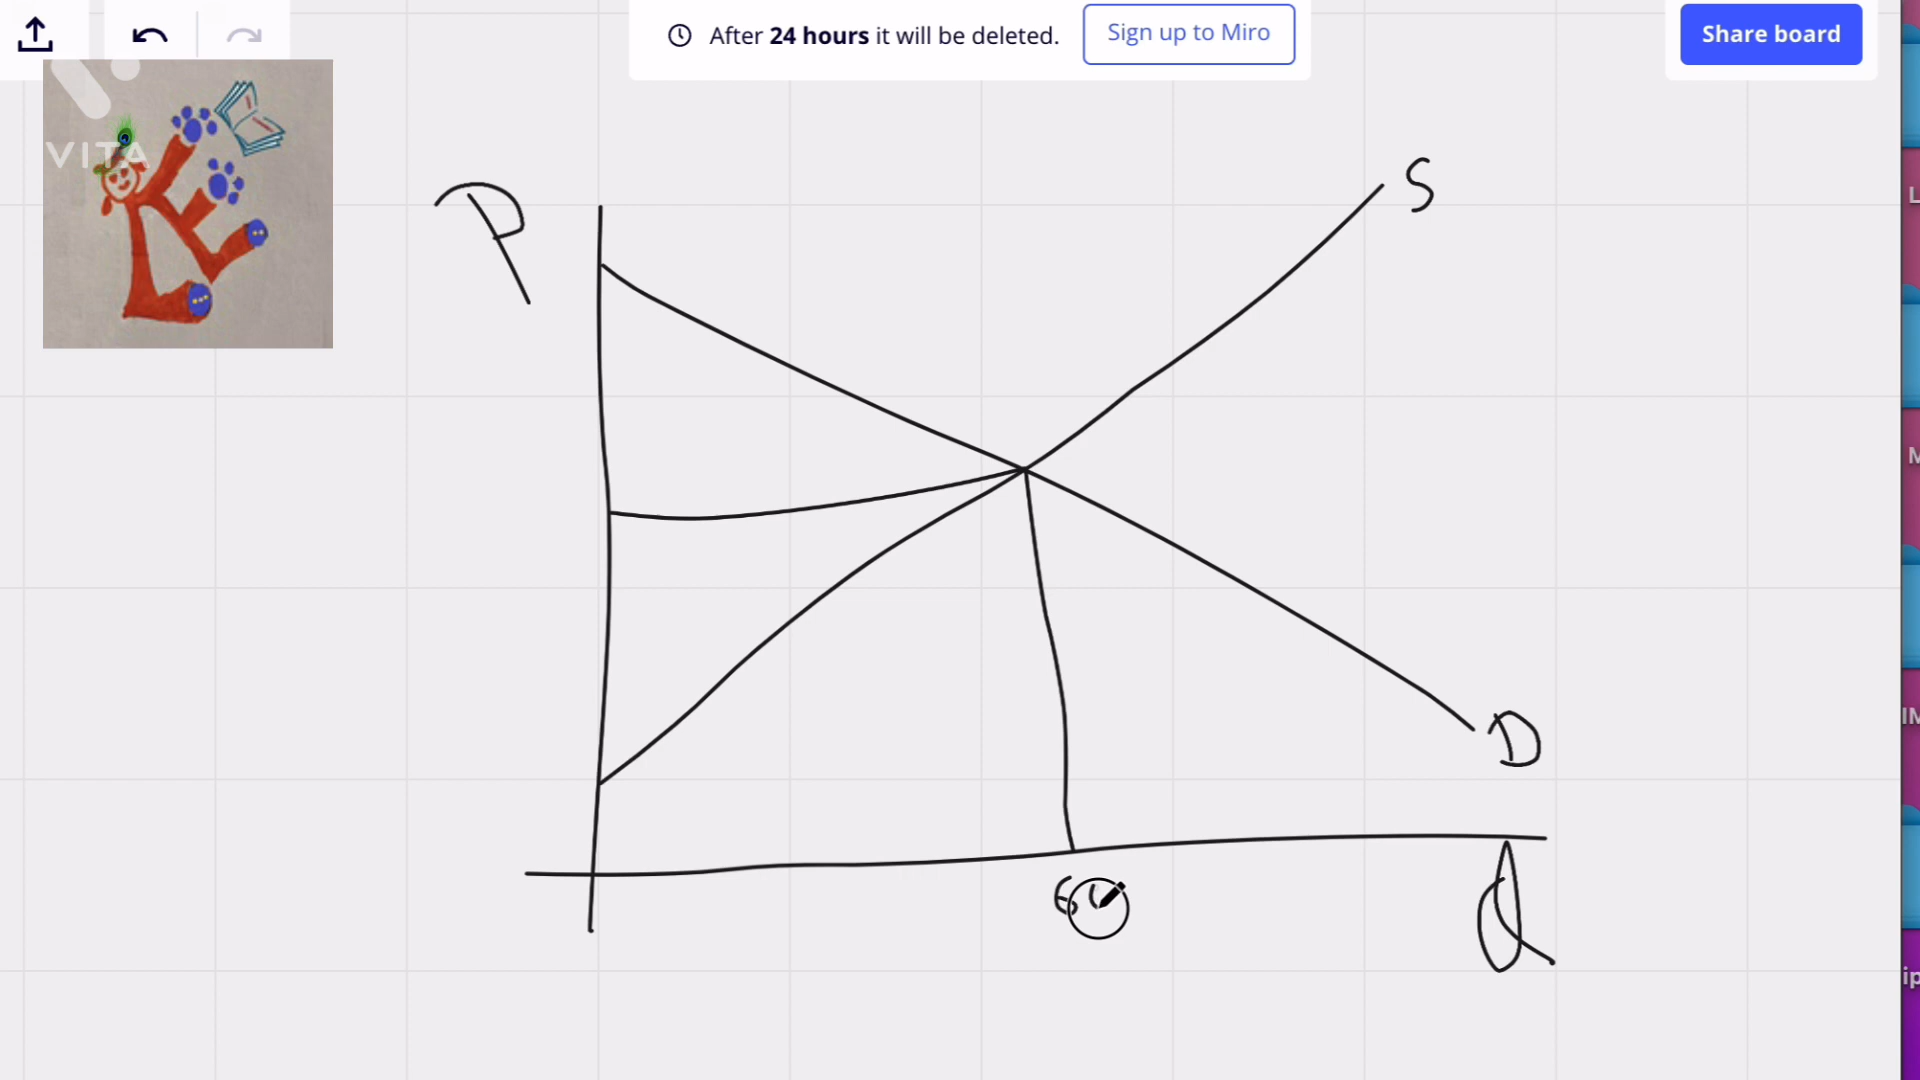 After 24 hours it will be deleted.
Sign up to Miro
Share board
VITA
P
S
D
Q